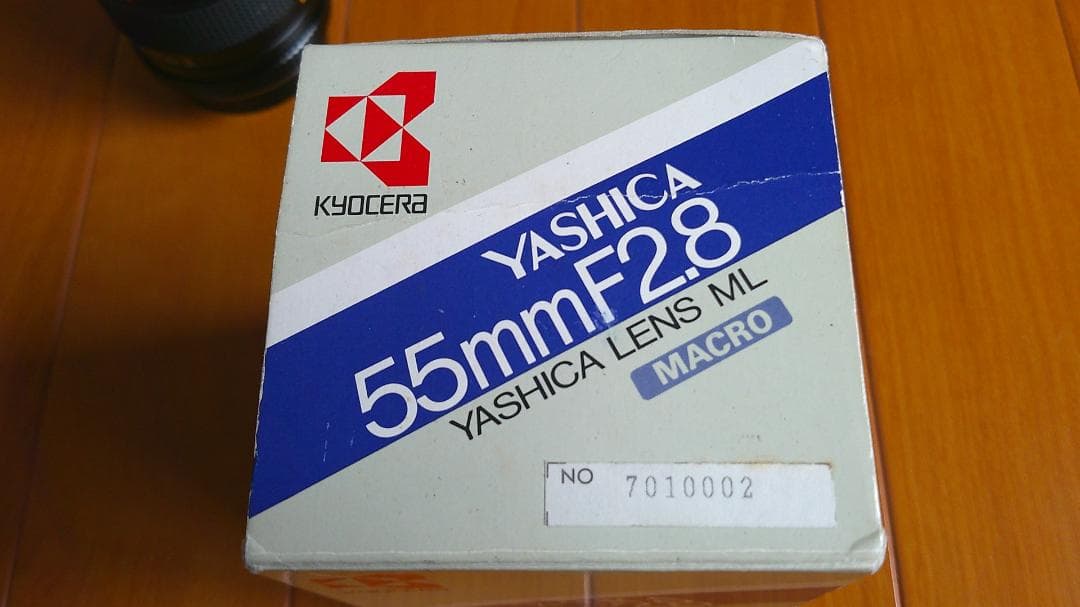 KYOCERA
YASHICA
55mmF2.8
YASHICA LENS ML
MACRO
NO 7010002